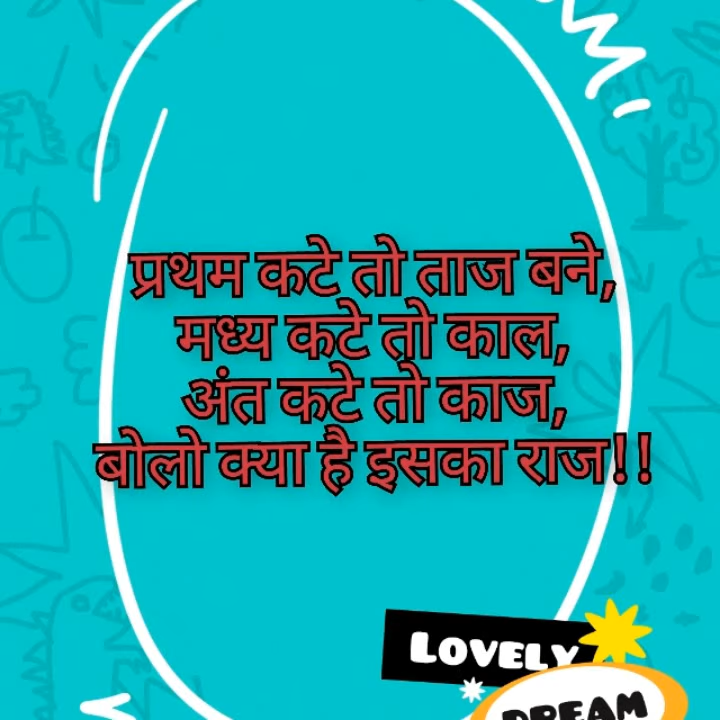 प्रथम कटे तो ताज बने,
मध्य कटे तो काल,
अंत कटे तो काज,
बोलो क्या है इसका राज!!
LOVELY
DREAM